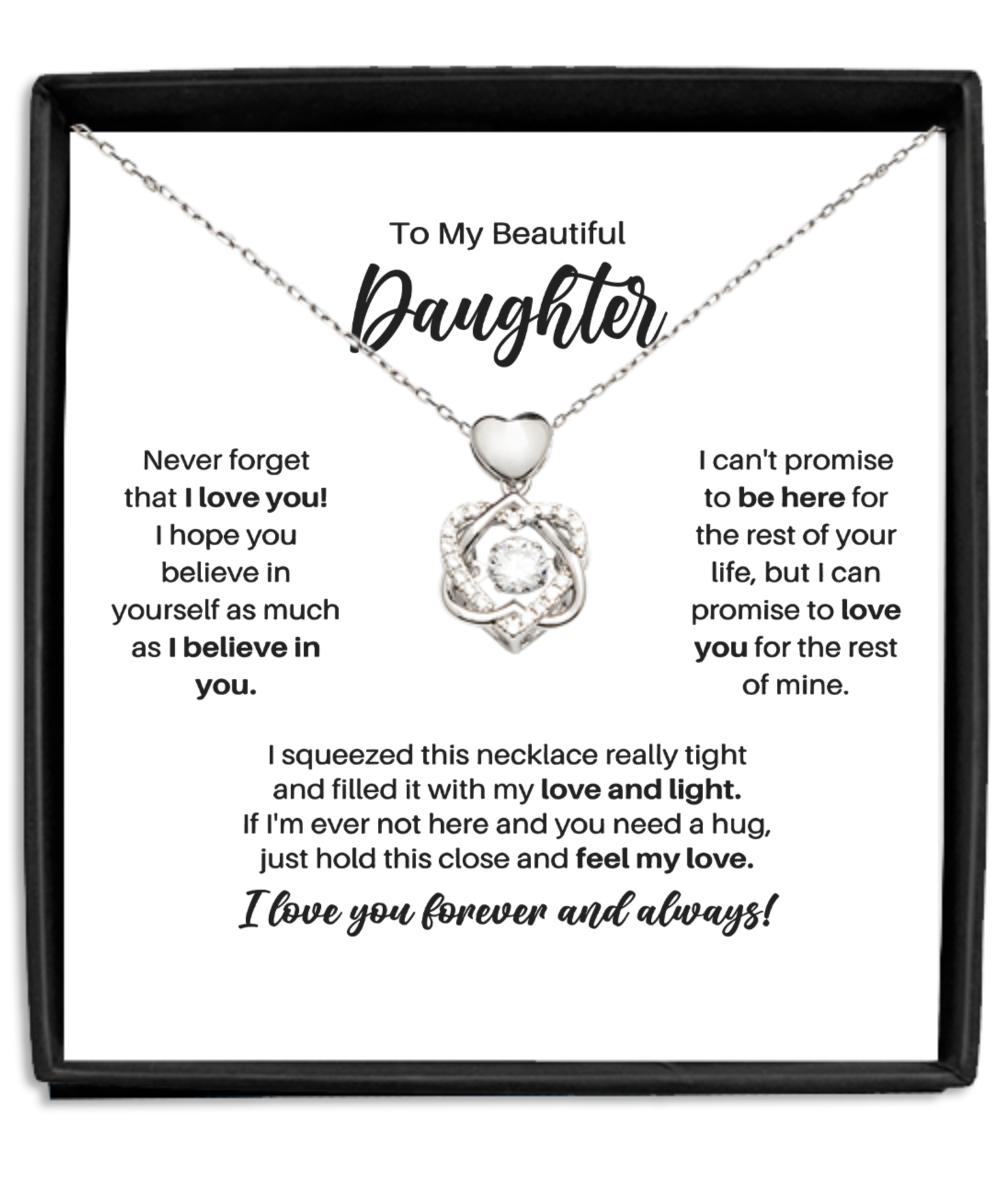 To My Beautiful
Daughter
Never forget
that I love you!
I hope you
believe in
yourself as much
as I believe in
you.
I can't promise
to be here for
the rest of your
life, but I can
promise to love
you for the rest
of mine.
I squeezed this necklace really tight
and filled it with my love and light.
If I'm ever not here and you need a hug,
just hold this close and feel my love.
I love you forever and always!